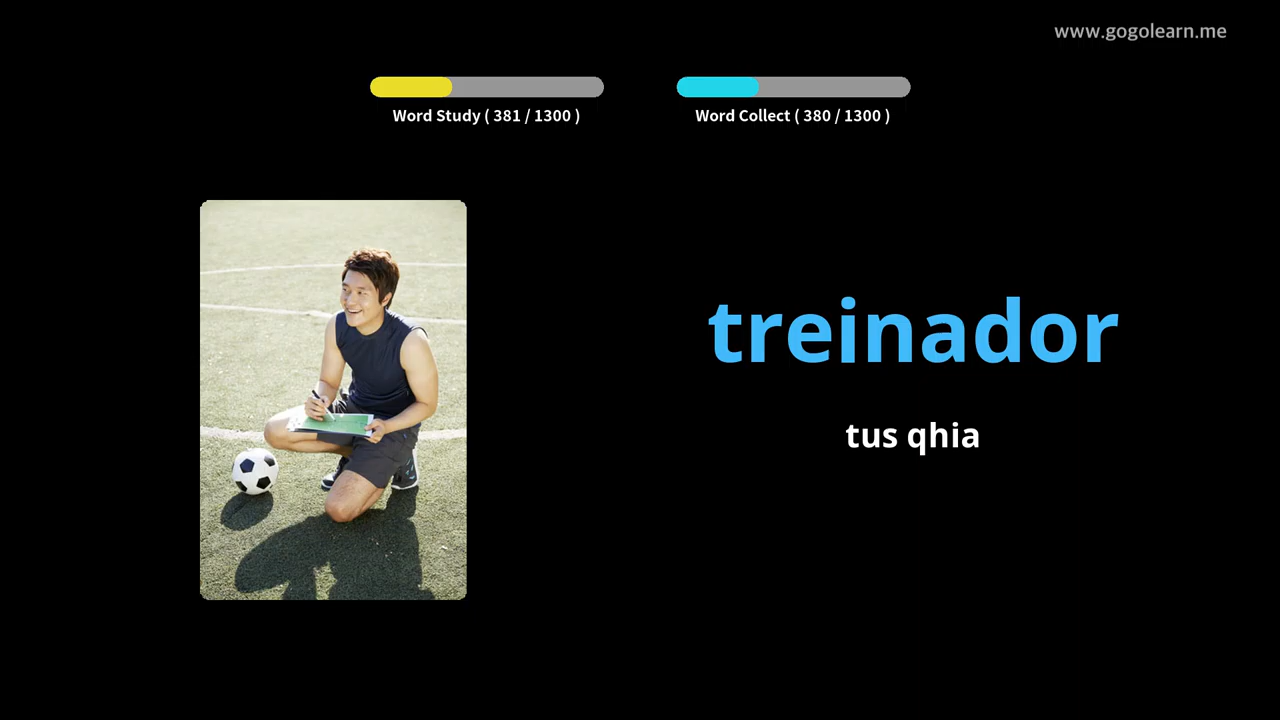 www.gogolearn.me
Word Study ( 381 / 1300 )
Word Collect ( 380 / 1300 )
treinador
tus qhia